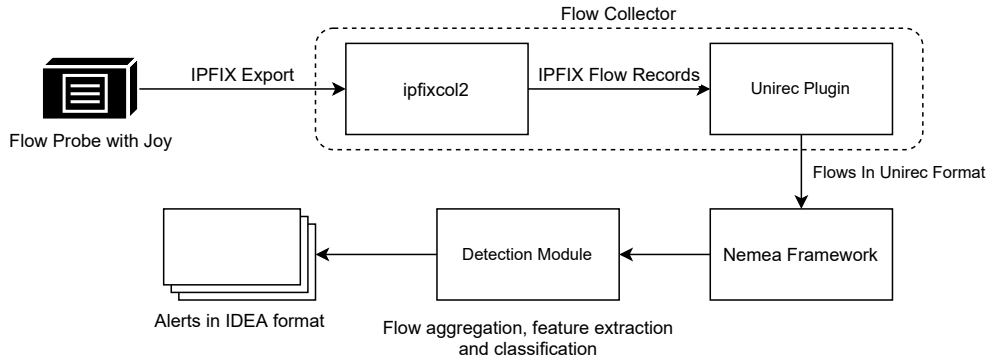 Flow Collector
IPFIX Export
ipfixcol2
IPFIX Flow Records
Unirec Plugin
Flow Probe with Joy
Flows In Unirec Format
Detection Module
Nemea Framework
Alerts in IDEA format
Flow aggregation, feature extraction
and classification